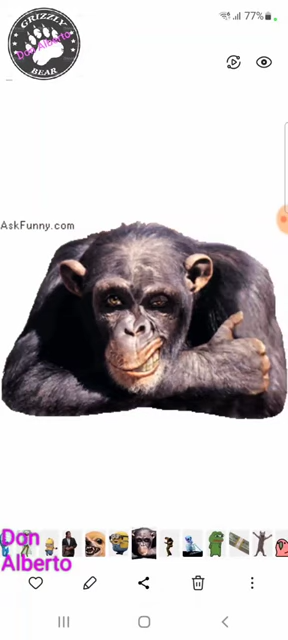 GRIZZLY
Don Alberto
BEAR
77%
AskFunny.com
Don
Alberto